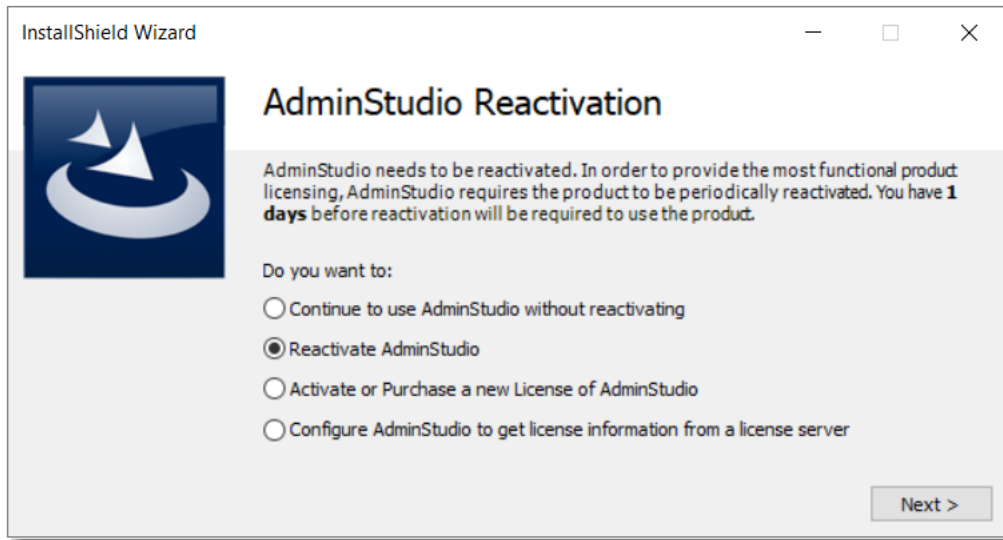 InstallShield Wizard
AdminStudio Reactivation
AdminStudio needs to be reactivated. In order to provide the most functional product
licensing, AdminStudio requires the product to be periodically reactivated. You have 1
days before reactivation will be required to use the product.
Do you want to:
Continue to use AdminStudio without reactivating
Reactivate AdminStudio
Activate or Purchase a new License of AdminStudio
Configure AdminStudio to get license information from a license server
Next >